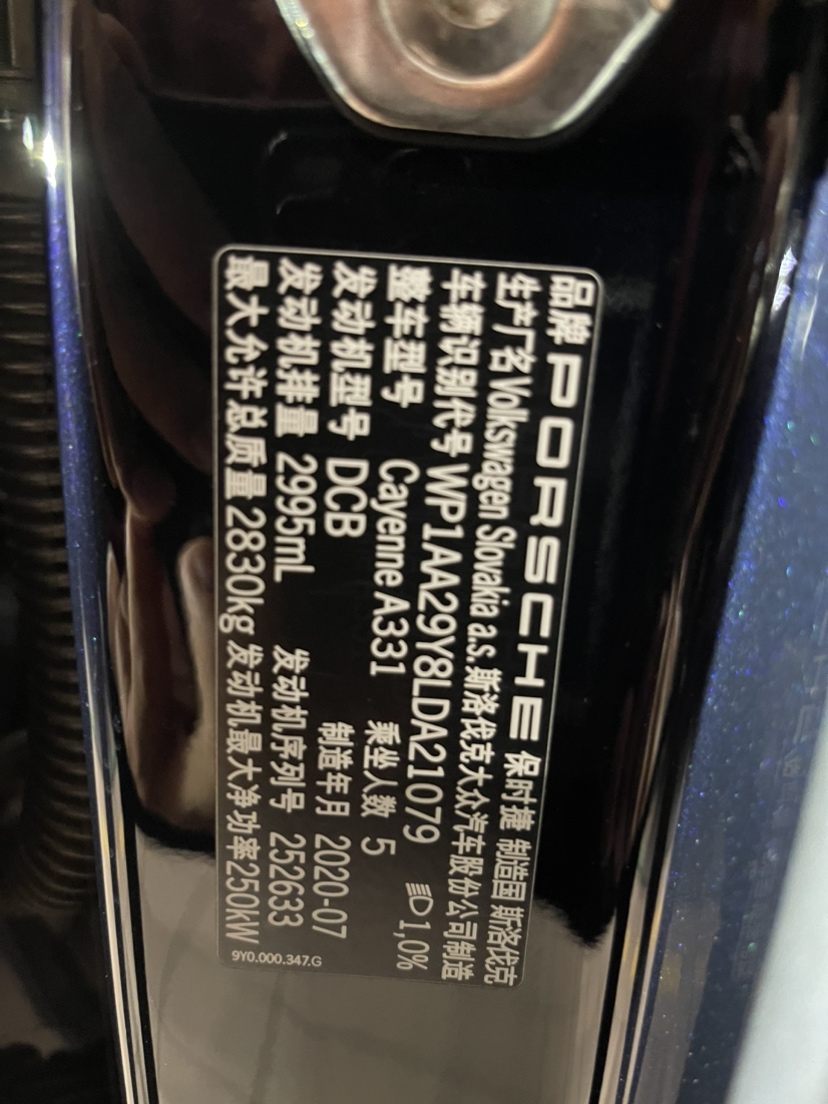 品牌 PORSCHE 保时捷 制造国 斯洛伐克
生产厂名 Volkswagen Slovakia a.s. 斯洛伐克大众汽车股份公司制造
车辆识别代号 WP1AA29Y8LDA21079 1,0%
整车型号 Cayenne A331 乘坐人数 5
发动机型号 DCB 制造年月 2020-07
发动机排量 2995mL 发动机序列号 252633
最大允许总质量 2830kg 发动机最大净功率 250kW
9Y0.000.347.G